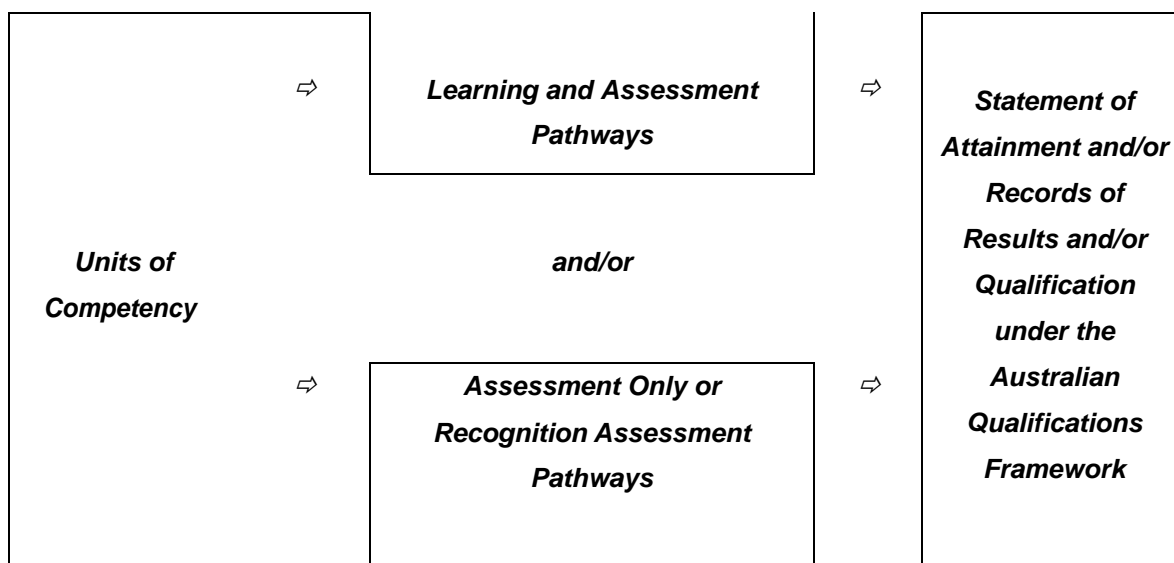 Units of
Competency
⇨
Learning and Assessment
Pathways
⇨
and/or
⇨
Assessment Only or
Recognition Assessment
Pathways
⇨
Statement of
Attainment and/or
Records of
Results and/or
Qualification
under the
Australian
Qualifications
Framework